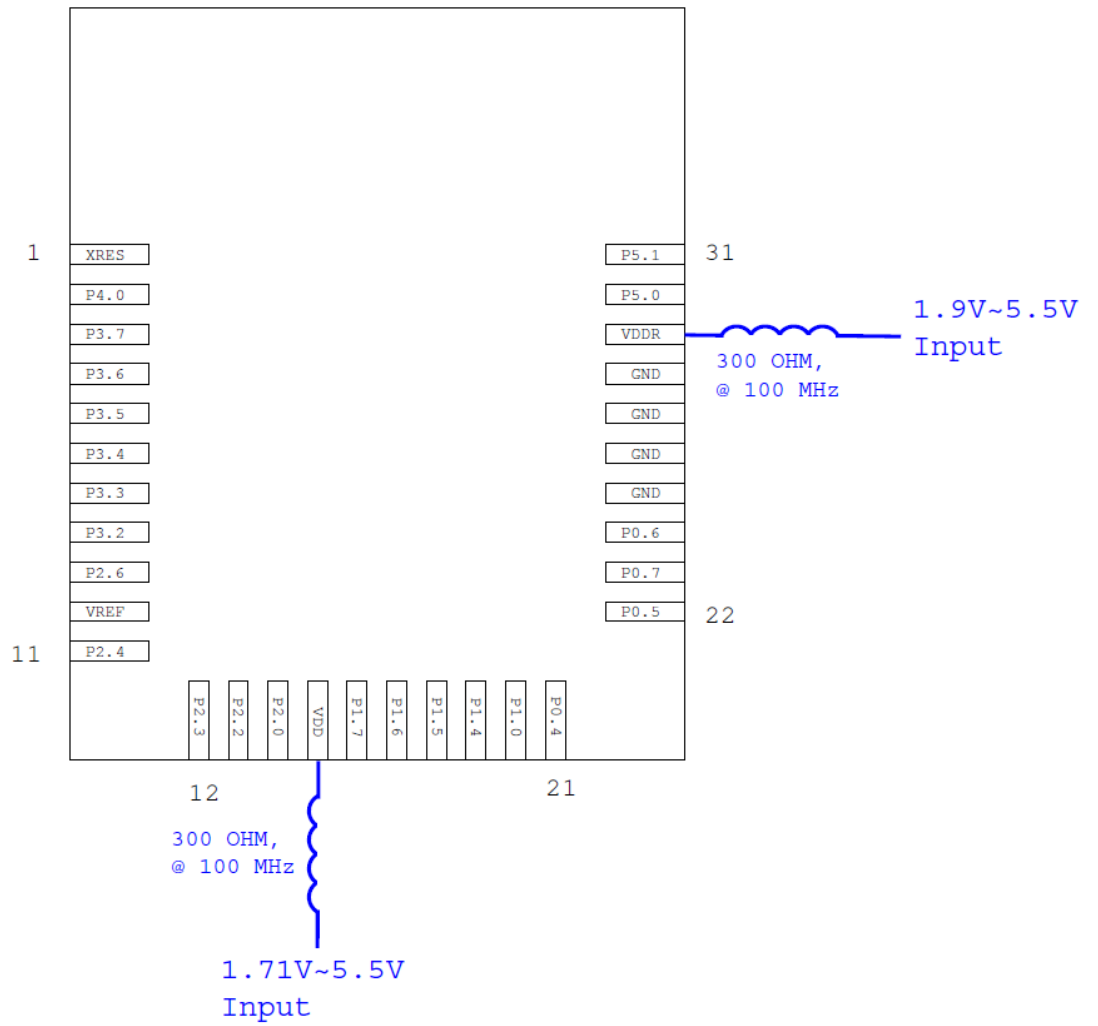 1
XRES
P4.0
P3.7
P3.6
P3.5
P3.4
P3.3
P3.2
P2.6
VREF
11
P2.4
P2.3
P2.2
P2.0
VDD
P1.7
P1.6
P1.5
P1.4
P1.0
P0.4
12
21
300 OHM,
@ 100 MHz
1.71V~5.5V
Input
P5.1
31
P5.0
VDDR
GND
GND
GND
GND
P0.6
P0.7
P0.5
22
300 OHM,
@ 100 MHz
1.9V~5.5V
Input